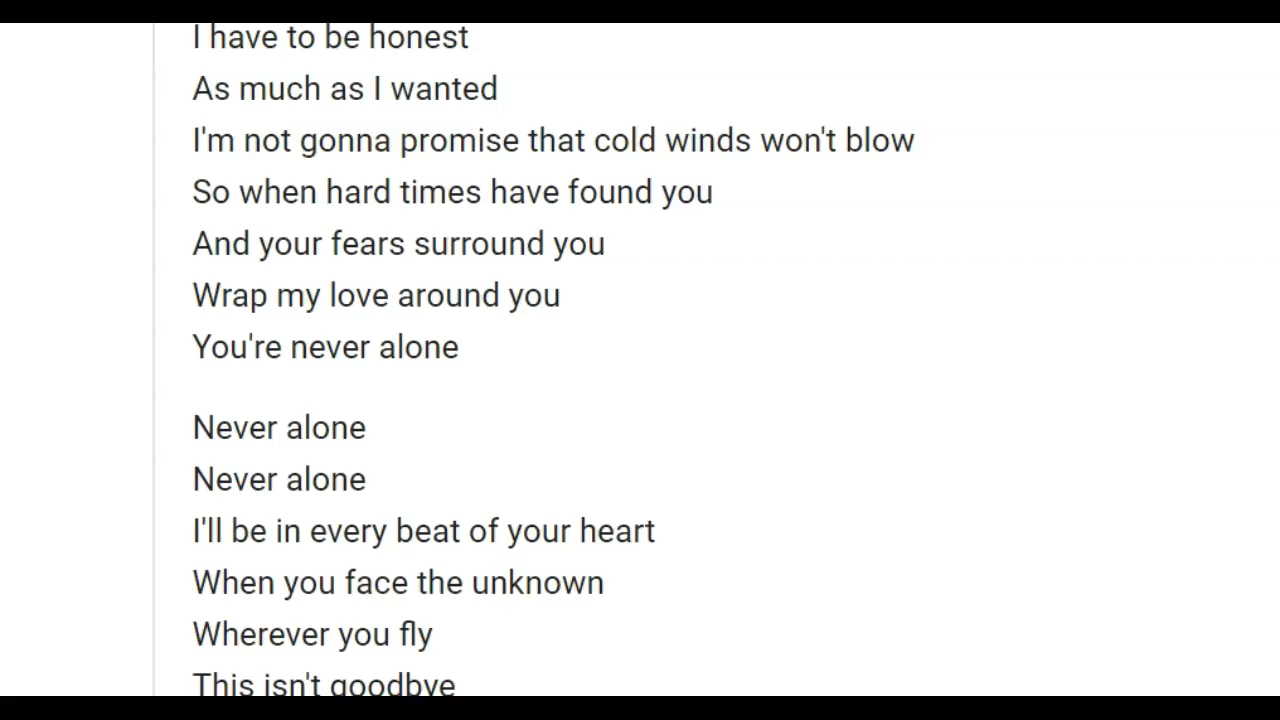 I have to be honest
As much as I wanted
I'm not gonna promise that cold winds won't blow
So when hard times have found you
And your fears surround you
Wrap my love around you
You're never alone
Never alone
Never alone
I'll be in every beat of your heart
When you face the unknown
Wherever you fly
This isn't goodbye